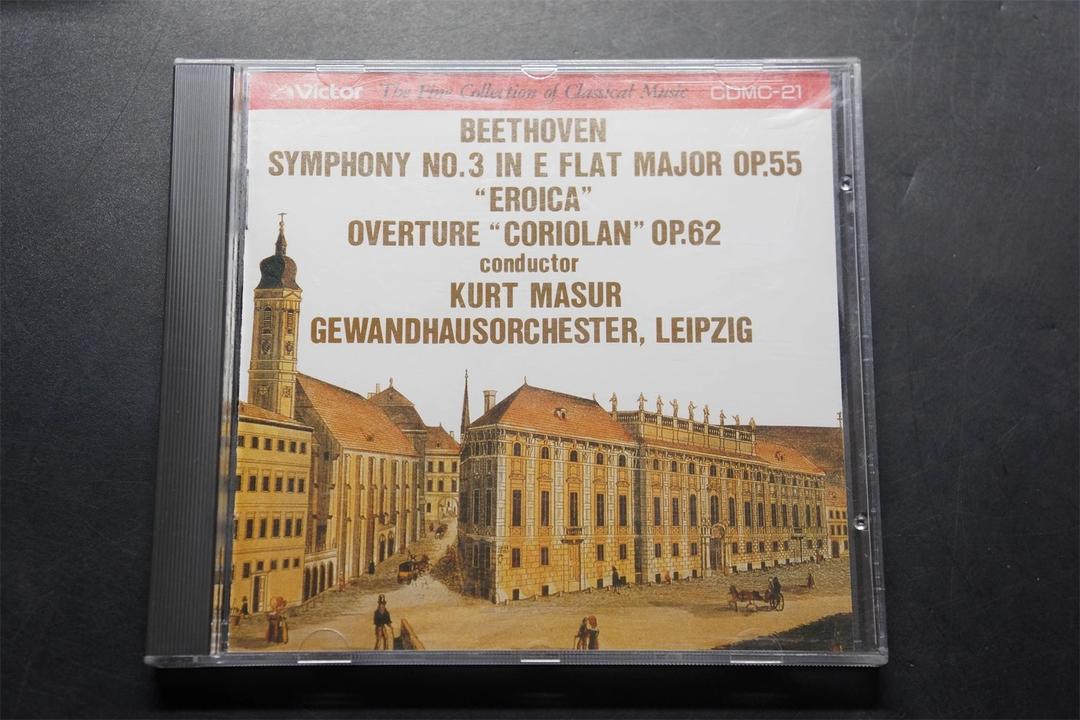 Victor The Fine Collection of Classical Music CDMC-21
BEETHOVEN
SYMPHONY NO.3 IN E FLAT MAJOR OP.55
“EROICA”
OVERTURE “CORIOLAN” OP.62
conductor
KURT MASUR
GEWANDHAUSORCHESTER, LEIPZIG